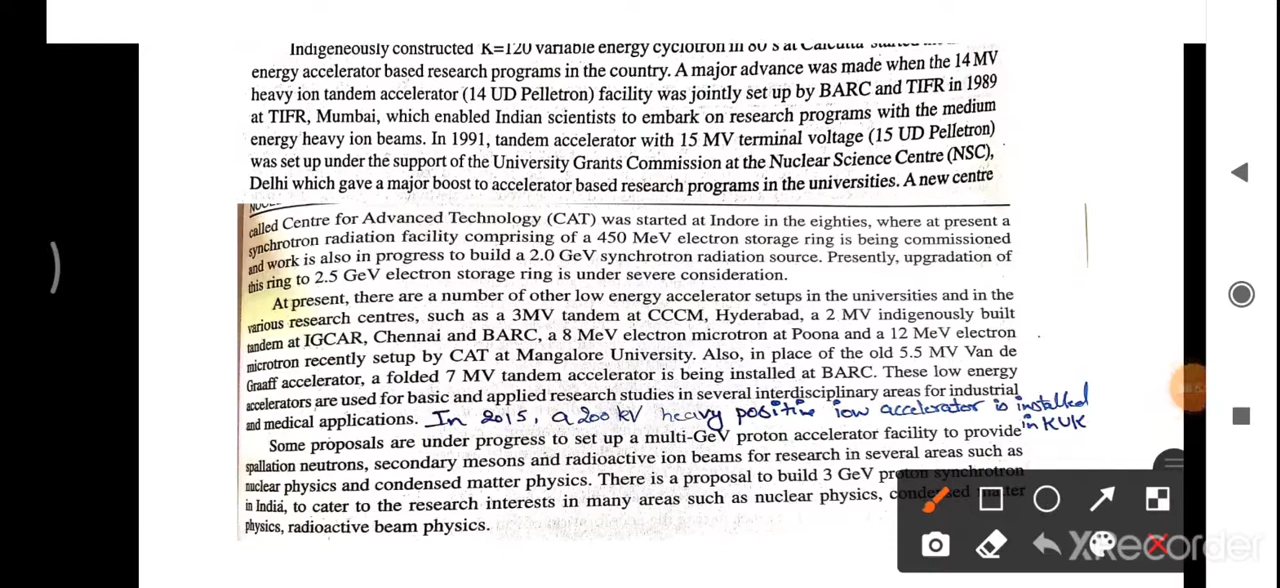 Indigeneously constructed K=120 variable energy cyclotron in 80's at Calcutta started
energy accelerator based research programs in the country. A major advance was made when the 14 MV
heavy ion tandem accelerator (14 UD Pelletron) facility was jointly set up by BARC and TIFR in 1989
at TIFR, Mumbai, which enabled Indian scientists to embark on research programs with the medium
energy heavy ion beams. In 1991, tandem accelerator with 15 MV terminal voltage (15 UD Pelletron)
was set up under the support of the University Grants Commission at the Nuclear Science Centre (NSC),
Delhi which gave a major boost to accelerator based research programs in the universities. A new centre
called Centre for Advanced Technology (CAT) was started at Indore in the eighties, where at present a
synchrotron radiation facility comprising of a 450 MeV electron storage ring is being commissioned
and work is also in progress to build a 2.0 GeV synchrotron radiation source. Presently, upgradation of
this ring to 2.5 GeV electron storage ring is under severe consideration.
At present, there are a number of other low energy accelerator setups in the universities and in the
various research centres, such as a 3MV tandem at CCCM, Hyderabad, a 2 MV indigenously built
tandem at IGCAR, Chennai and BARC, a 8 MeV electron microtron at Poona and a 12 MeV electron
microtron recently setup by CAT at Mangalore University. Also, in place of the old 5.5 MV Van de
Graaff accelerator, a folded 7 MV tandem accelerator is being installed at BARC. These low energy
accelerators are used for basic and applied research studies in several interdisciplinary areas for industrial
and medical applications. In 2015, a 200 kV heavy positive ion accelerator is installed
in KUK
Some proposals are under progress to set up a multi-GeV proton accelerator facility to provide
spallation neutrons, secondary mesons and radioactive ion beams for research in several areas such as
nuclear physics and condensed matter physics. There is a proposal to build 3 GeV proton synchrotron
in India, to cater to the research interests in many areas such as nuclear physics, condensed matter
physics, radioactive beam physics.
XRecorder